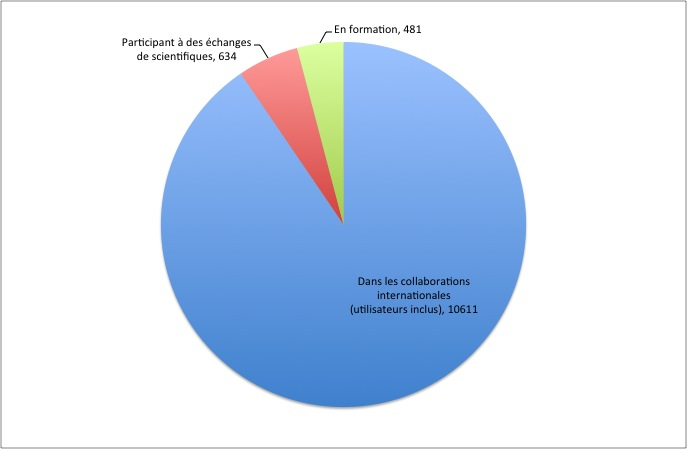 En formation, 481
Participant à des échanges
de scientifiques, 634
Dans les collaborations
internationales
(utilisateurs inclus), 10611